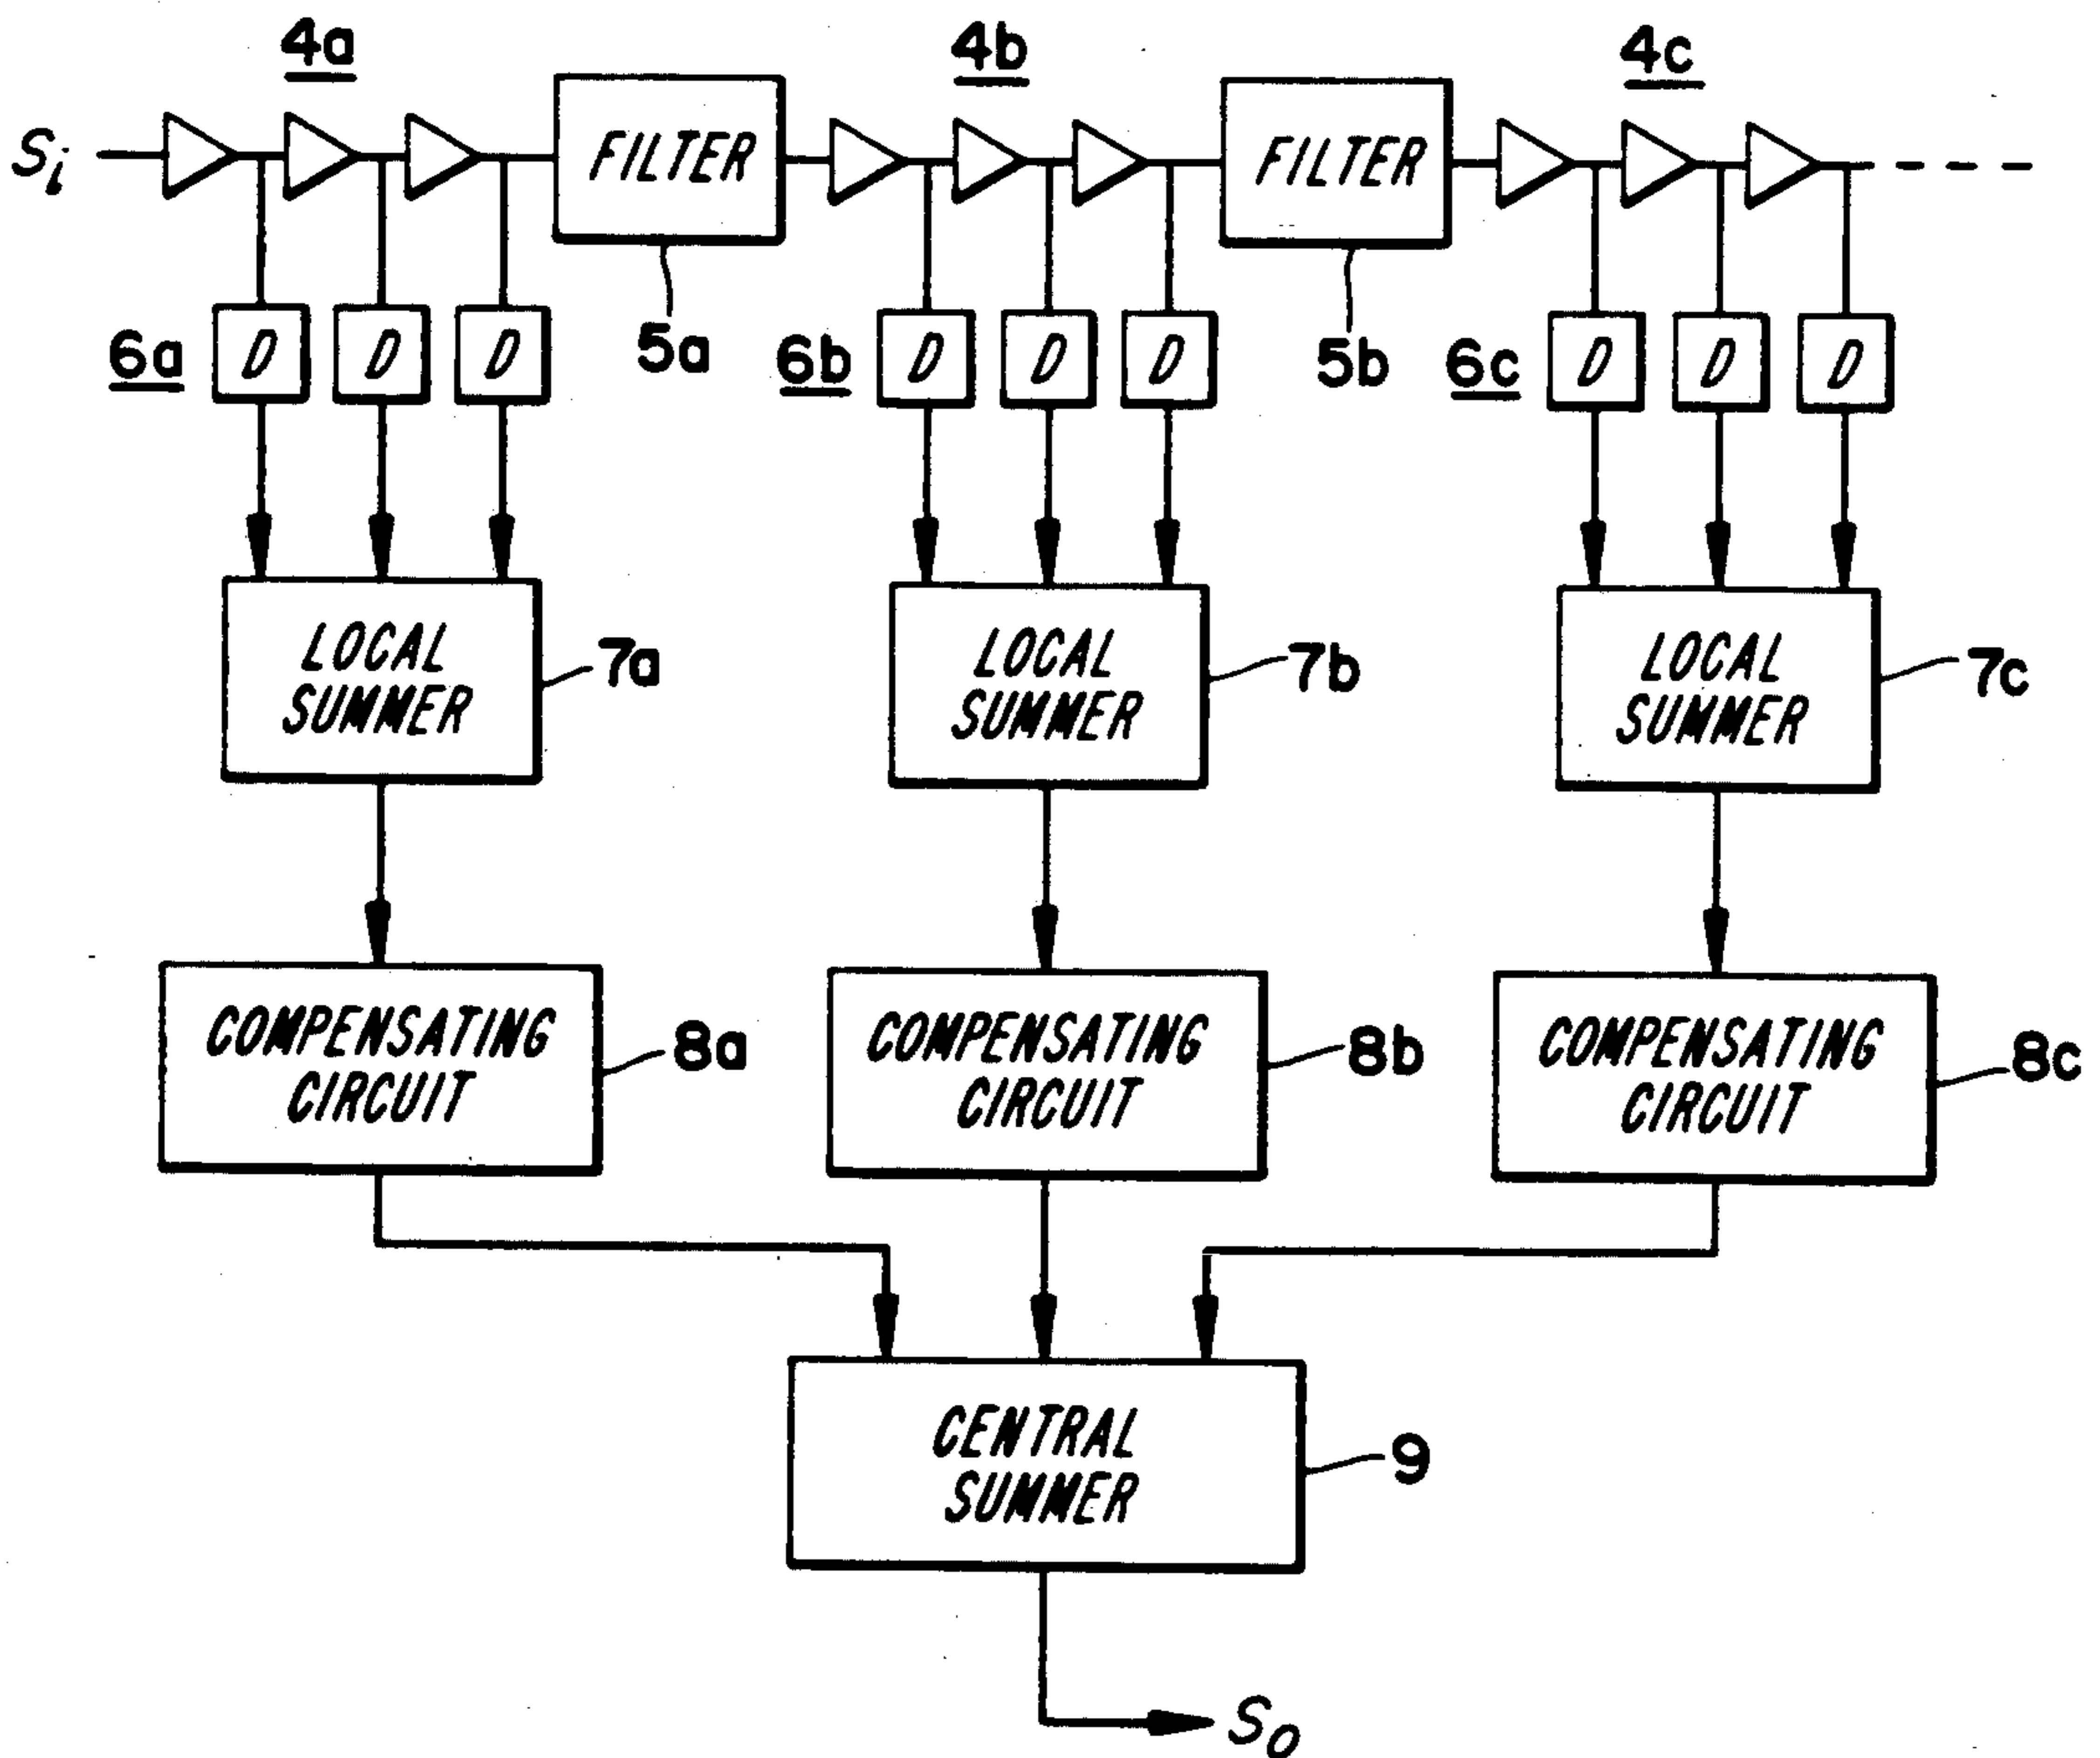 4a 4b 4c
Si FILTER FILTER
5a 5b
6a D D D 6b D D D 6c D D D
LOCAL SUMMER 7a
LOCAL SUMMER 7b
LOCAL SUMMER 7c
COMPENSATING CIRCUIT 8a
COMPENSATING CIRCUIT 8b
COMPENSATING CIRCUIT 8c
CENTRAL SUMMER 9
So